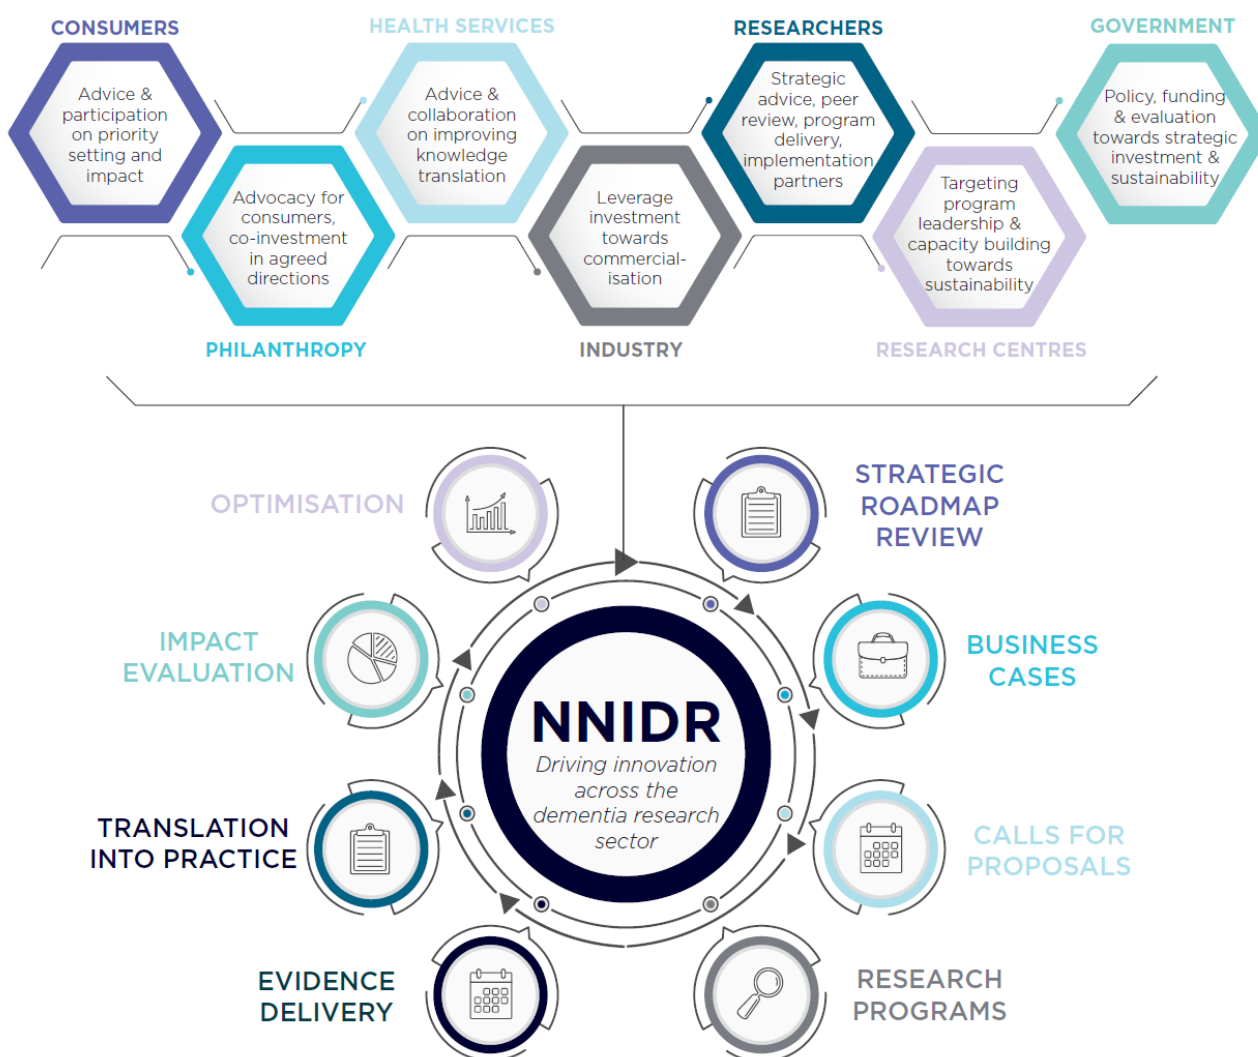 CONSUMERS
Advice &
participation
on priority
setting and
impact
PHILANTHROPY
Advocacy for
consumers,
co-investment
in agreed
directions
HEALTH SERVICES
Advice &
collaboration
on improving
knowledge
translation
INDUSTRY
Leverage
investment
towards
commercial-
isation
RESEARCHERS
Strategic
advice, peer
review, program
delivery,
implementation
partners
RESEARCH CENTRES
Targeting
program
leadership &
capacity building
towards
sustainability
GOVERNMENT
Policy, funding
& evaluation
towards strategic
investment &
sustainability
NNIDR
Driving innovation
across the
dementia research
sector
STRATEGIC
ROADMAP
REVIEW
BUSINESS
CASES
CALLS FOR
PROPOSALS
RESEARCH
PROGRAMS
EVIDENCE
DELIVERY
TRANSLATION
INTO PRACTICE
IMPACT
EVALUATION
OPTIMISATION